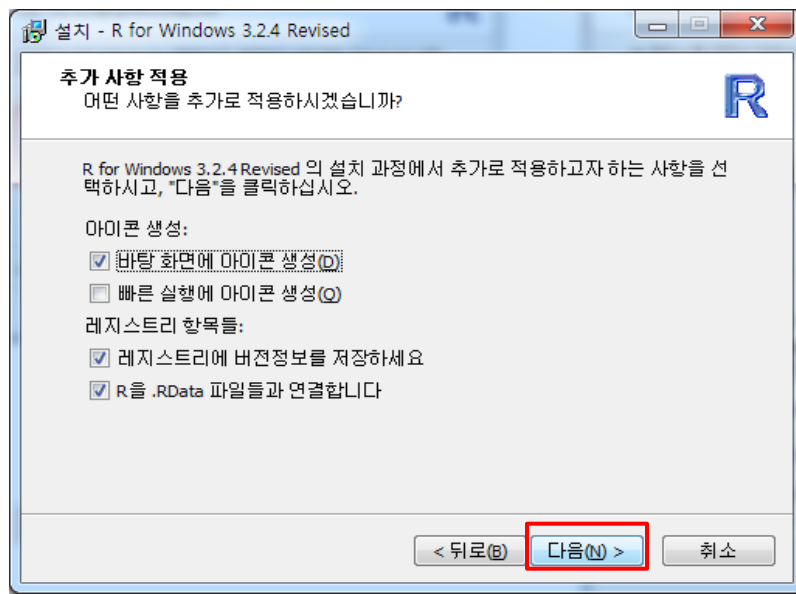 설치 - R for Windows 3.2.4 Revised
추가 사항 적용
어떤 사항을 추가로 적용하시겠습니까?
R
R for Windows 3.2.4 Revised 의 설치 과정에서 추가로 적용하고자 하는 사항을 선
택하시고, "다음"을 클릭하십시오.
아이콘 생성:
바탕 화면에 아이콘 생성(D)
빠른 실행에 아이콘 생성(Q)
레지스트리 항목들:
레지스트리에 버전정보를 저장하세요
R을 .RData 파일들과 연결합니다
< 뒤로(B) 다음(N) > 취소